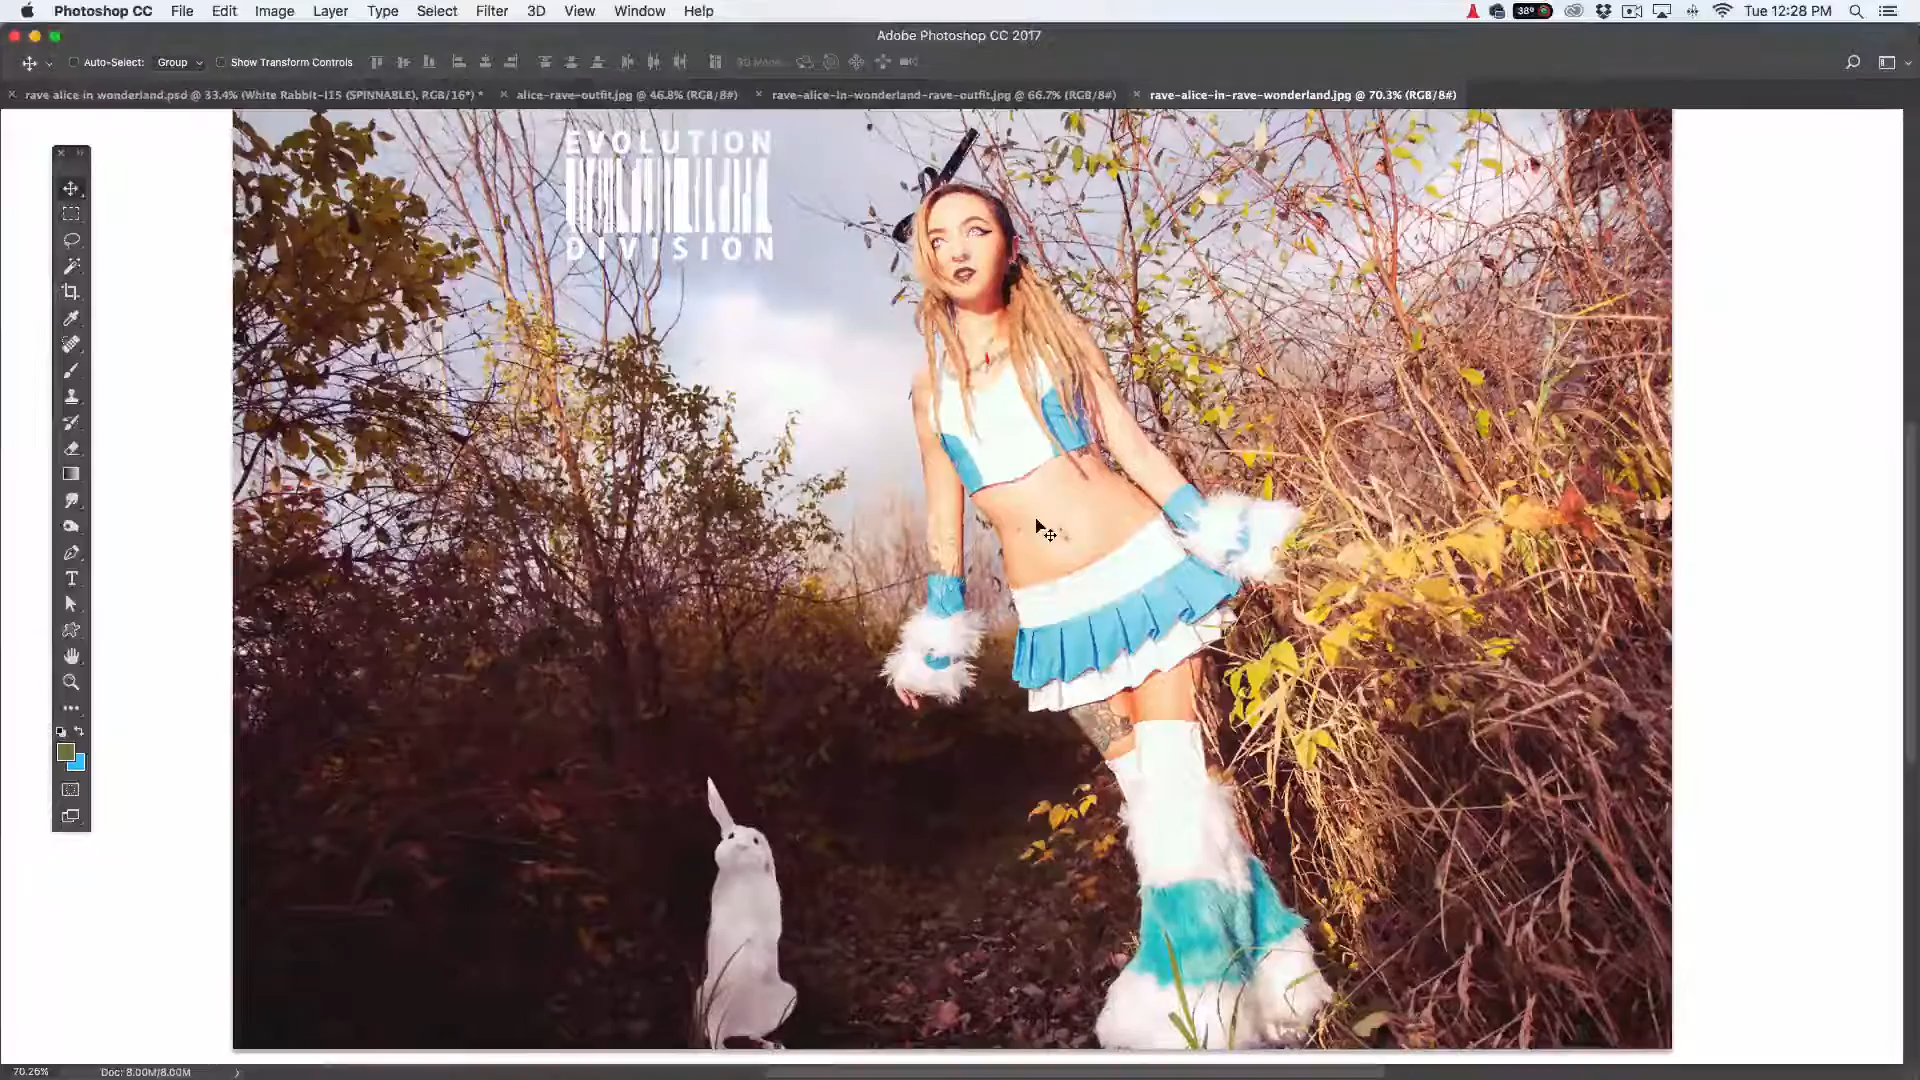 Photoshop CC File Edit Image Layer Type Select Filter 3D View Window Help 38° Tue 12:28 PM
Adobe Photoshop CC 2017
Auto-Select: Group Show Transform Controls 3D Mode:
rave alice in wonderland.psd @ 33.4% (White Rabbit-I15 (SPINNABLE), RGB/16*) * alice-rave-outfit.jpg @ 46.8% (RGB/8#) rave-alice-in-wonderland-rave-outfit.jpg @ 66.7% (RGB/8#) rave-alice-in-rave-wonderland.jpg @ 70.3% (RGB/8#)
EVOLUTION
DIVISION
70.26% Doc: 8.00M/8.00M